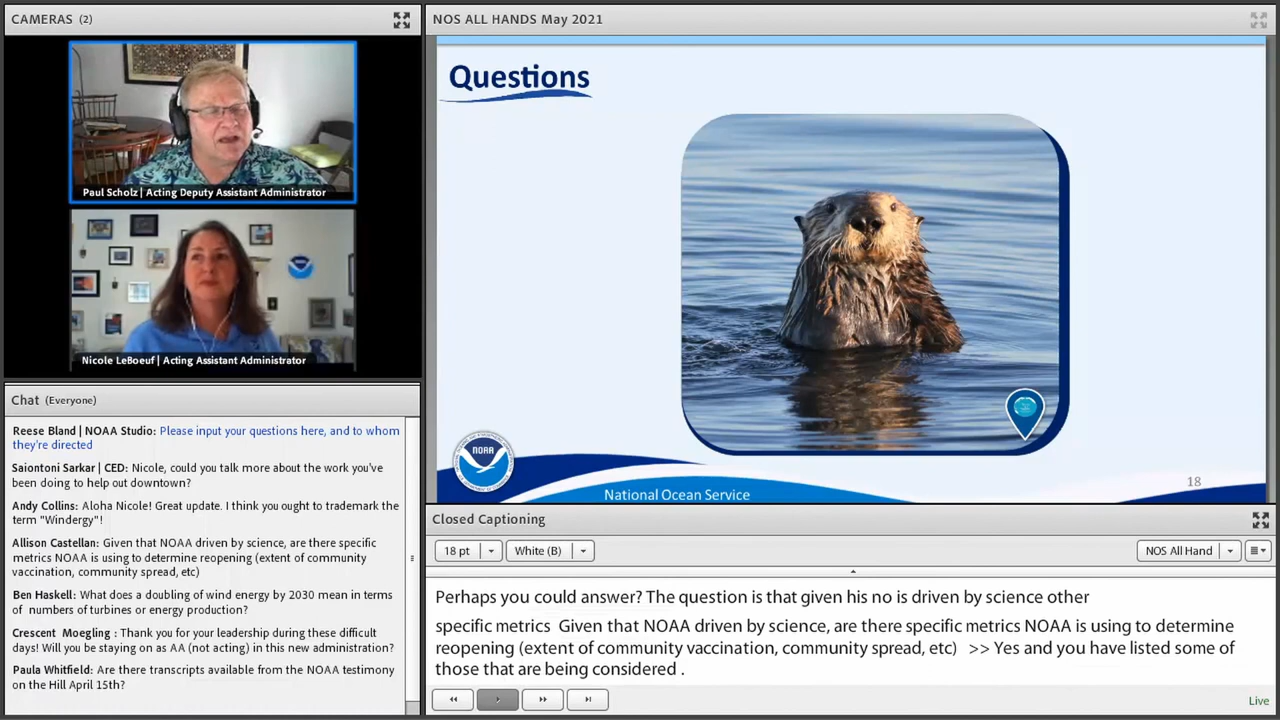 CAMERAS (2)
Paul Scholz | Acting Deputy Assistant Administrator
Nicole LeBoeuf | Acting Assistant Administrator
Chat (Everyone)
Reese Bland | NOAA Studio: Please input your questions here, and to whom
they're directed
Saiontoni Sarkar | CED: Nicole, could you talk more about the work you've
been doing to help out downtown?
Andy Collins: Aloha Nicole! Great update. I think you ought to trademark the
term "Windergy"!
Allison Castellan: Given that NOAA driven by science, are there specific
metrics NOAA is using to determine reopening (extent of community
vaccination, community spread, etc)
Ben Haskell: What does a doubling of wind energy by 2030 mean in terms
of numbers of turbines or energy production?
Crescent Moegling : Thank you for your leadership during these difficult
days! Will you be staying on as AA (not acting) in this new administration?
Paula Whitfield: Are there transcripts available from the NOAA testimony
on the Hill April 15th?
NOS ALL HANDS May 2021
Questions
NOAA
National Ocean Service
18
Closed Captioning
18 pt
White (B)
NOS All Hand
Perhaps you could answer? The question is that given his no is driven by science other
specific metrics Given that NOAA driven by science, are there specific metrics NOAA is using to determine
reopening (extent of community vaccination, community spread, etc) >> Yes and you have listed some of
those that are being considered .
Live